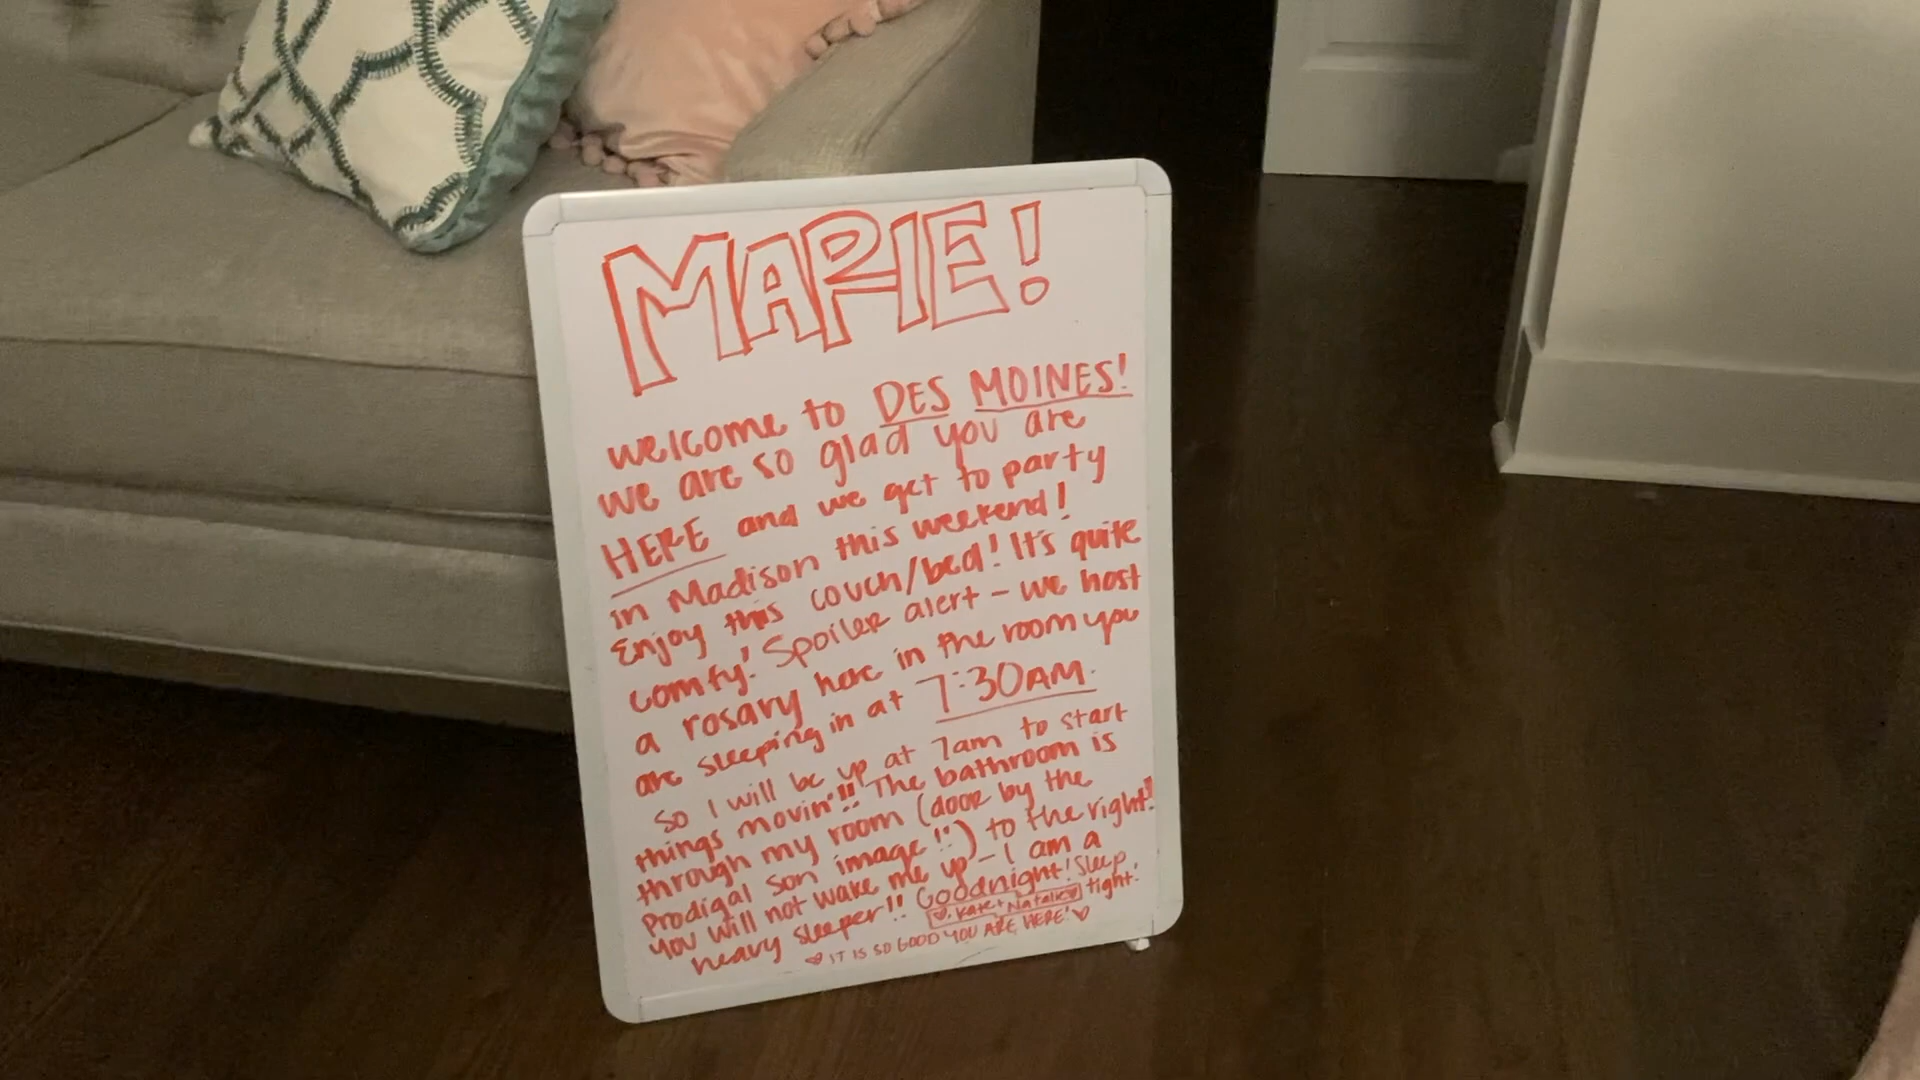 MARIE!
welcome to DES MOINES!
we are so glad you are
HERE and we get to party
in Madison this weekend!
Enjoy this couch/bed! It's quite
comfy! Spoiler alert - we host
a rosary here in the room you
are sleeping in at 7:30AM.
So I will be up at 7am to start
things movin'!! The bathroom is
through my room (door by the
Prodigal Son image!!) to the right!
you will not wake me up - I am a
heavy sleeper!! Goodnight! Sleep
tight!
♡. Kate + Natalie ♡
♡ IT IS SO GOOD YOU ARE HERE! ♡